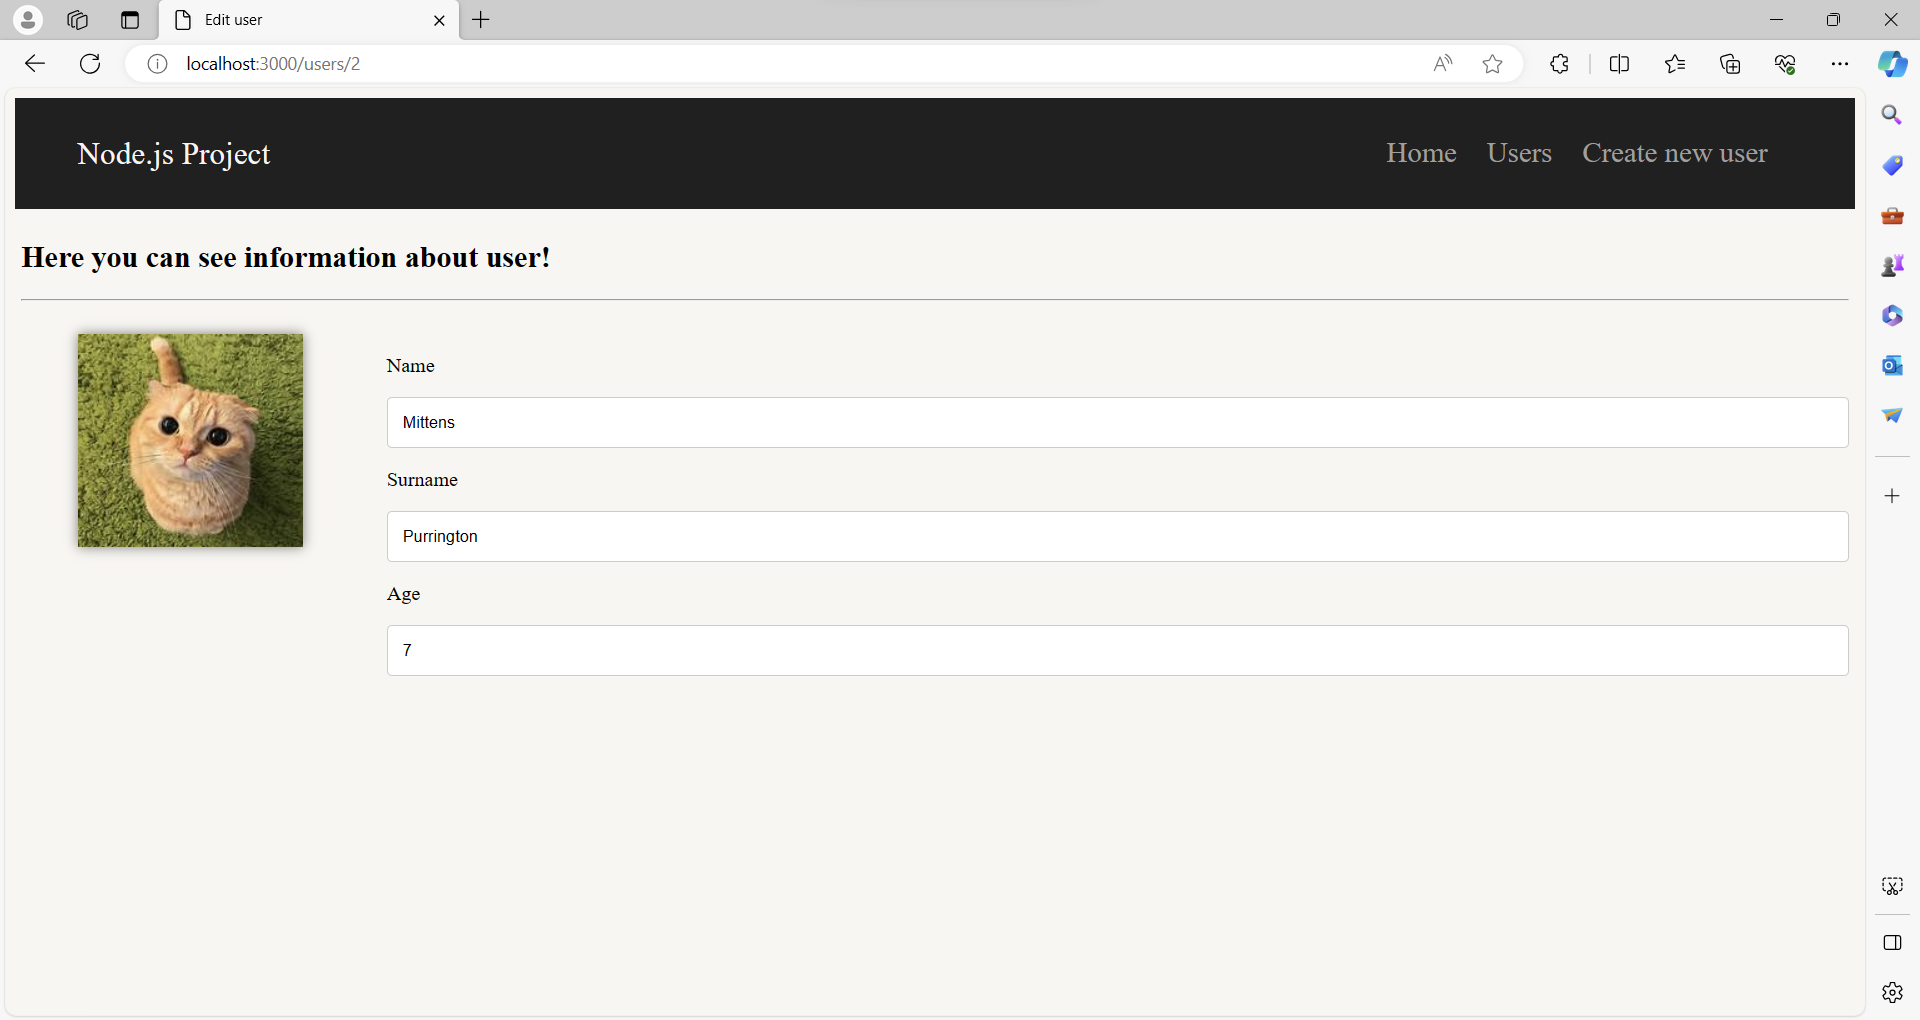 Edit user
localhost:3000/users/2
Node.js Project
Home Users Create new user
Here you can see information about user!
Name
Mittens
Surname
Purrington
Age
7